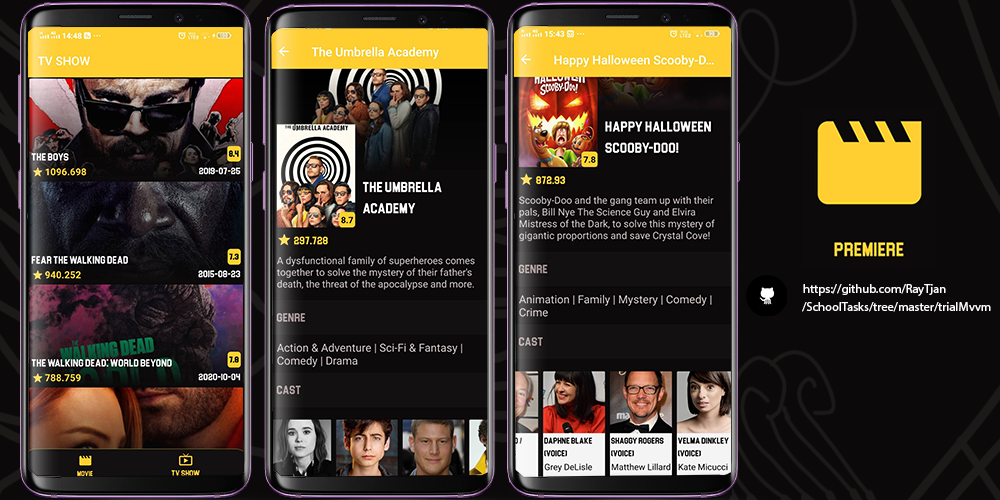 14:48
TV SHOW
THE BOYS
8.4
1096.698
2019-07-25
FEAR THE WALKING DEAD
7.3
940.252
2015-08-23
THE WALKING DEAD
THE WALKING DEAD: WORLD BEYOND
7.8
788.759
2020-10-04
MOVIE
TV SHOW
The Umbrella Academy
THE UMBRELLA ACADEMY
8.7
THE UMBRELLA
ACADEMY
297.728
A dysfunctional family of superheroes comes
together to solve the mystery of their father's
death, the threat of the apocalypse and more.
GENRE
Action & Adventure | Sci-Fi & Fantasy |
Comedy | Drama
CAST
15:43
Happy Halloween Scooby-D...
HALLOWEEN
SCOOBY-DOO!
7.8
HAPPY HALLOWEEN
SCOOBY-DOO!
872.93
Scooby-Doo and the gang team up with their
pals, Bill Nye The Science Guy and Elvira
Mistress of the Dark, to solve this mystery of
gigantic proportions and save Crystal Cove!
GENRE
Animation | Family | Mystery | Comedy |
Crime
CAST
DAPHNE BLAKE
(VOICE)
Grey DeLisle
SHAGGY ROGERS
(VOICE)
Matthew Lillard
VELMA DINKLEY
(VOICE)
Kate Micucci
PREMIERE
https://github.com/RayTjan
/SchoolTasks/tree/master/trialMvvm